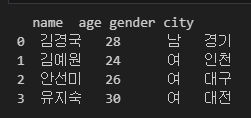 name age gender city
0 김경국 28 남 경기
1 김예원 24 여 인천
2 안선미 26 여 대구
3 유지숙 30 여 대전